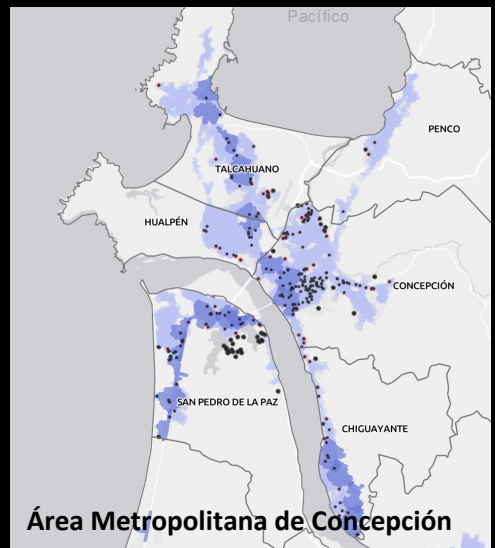 Pacífico
PENCO
TALCAHUANO
HUALPÉN
CONCEPCIÓN
SAN PEDRO DE LA PAZ
CHIGUAYANTE
Área Metropolitana de Concepción